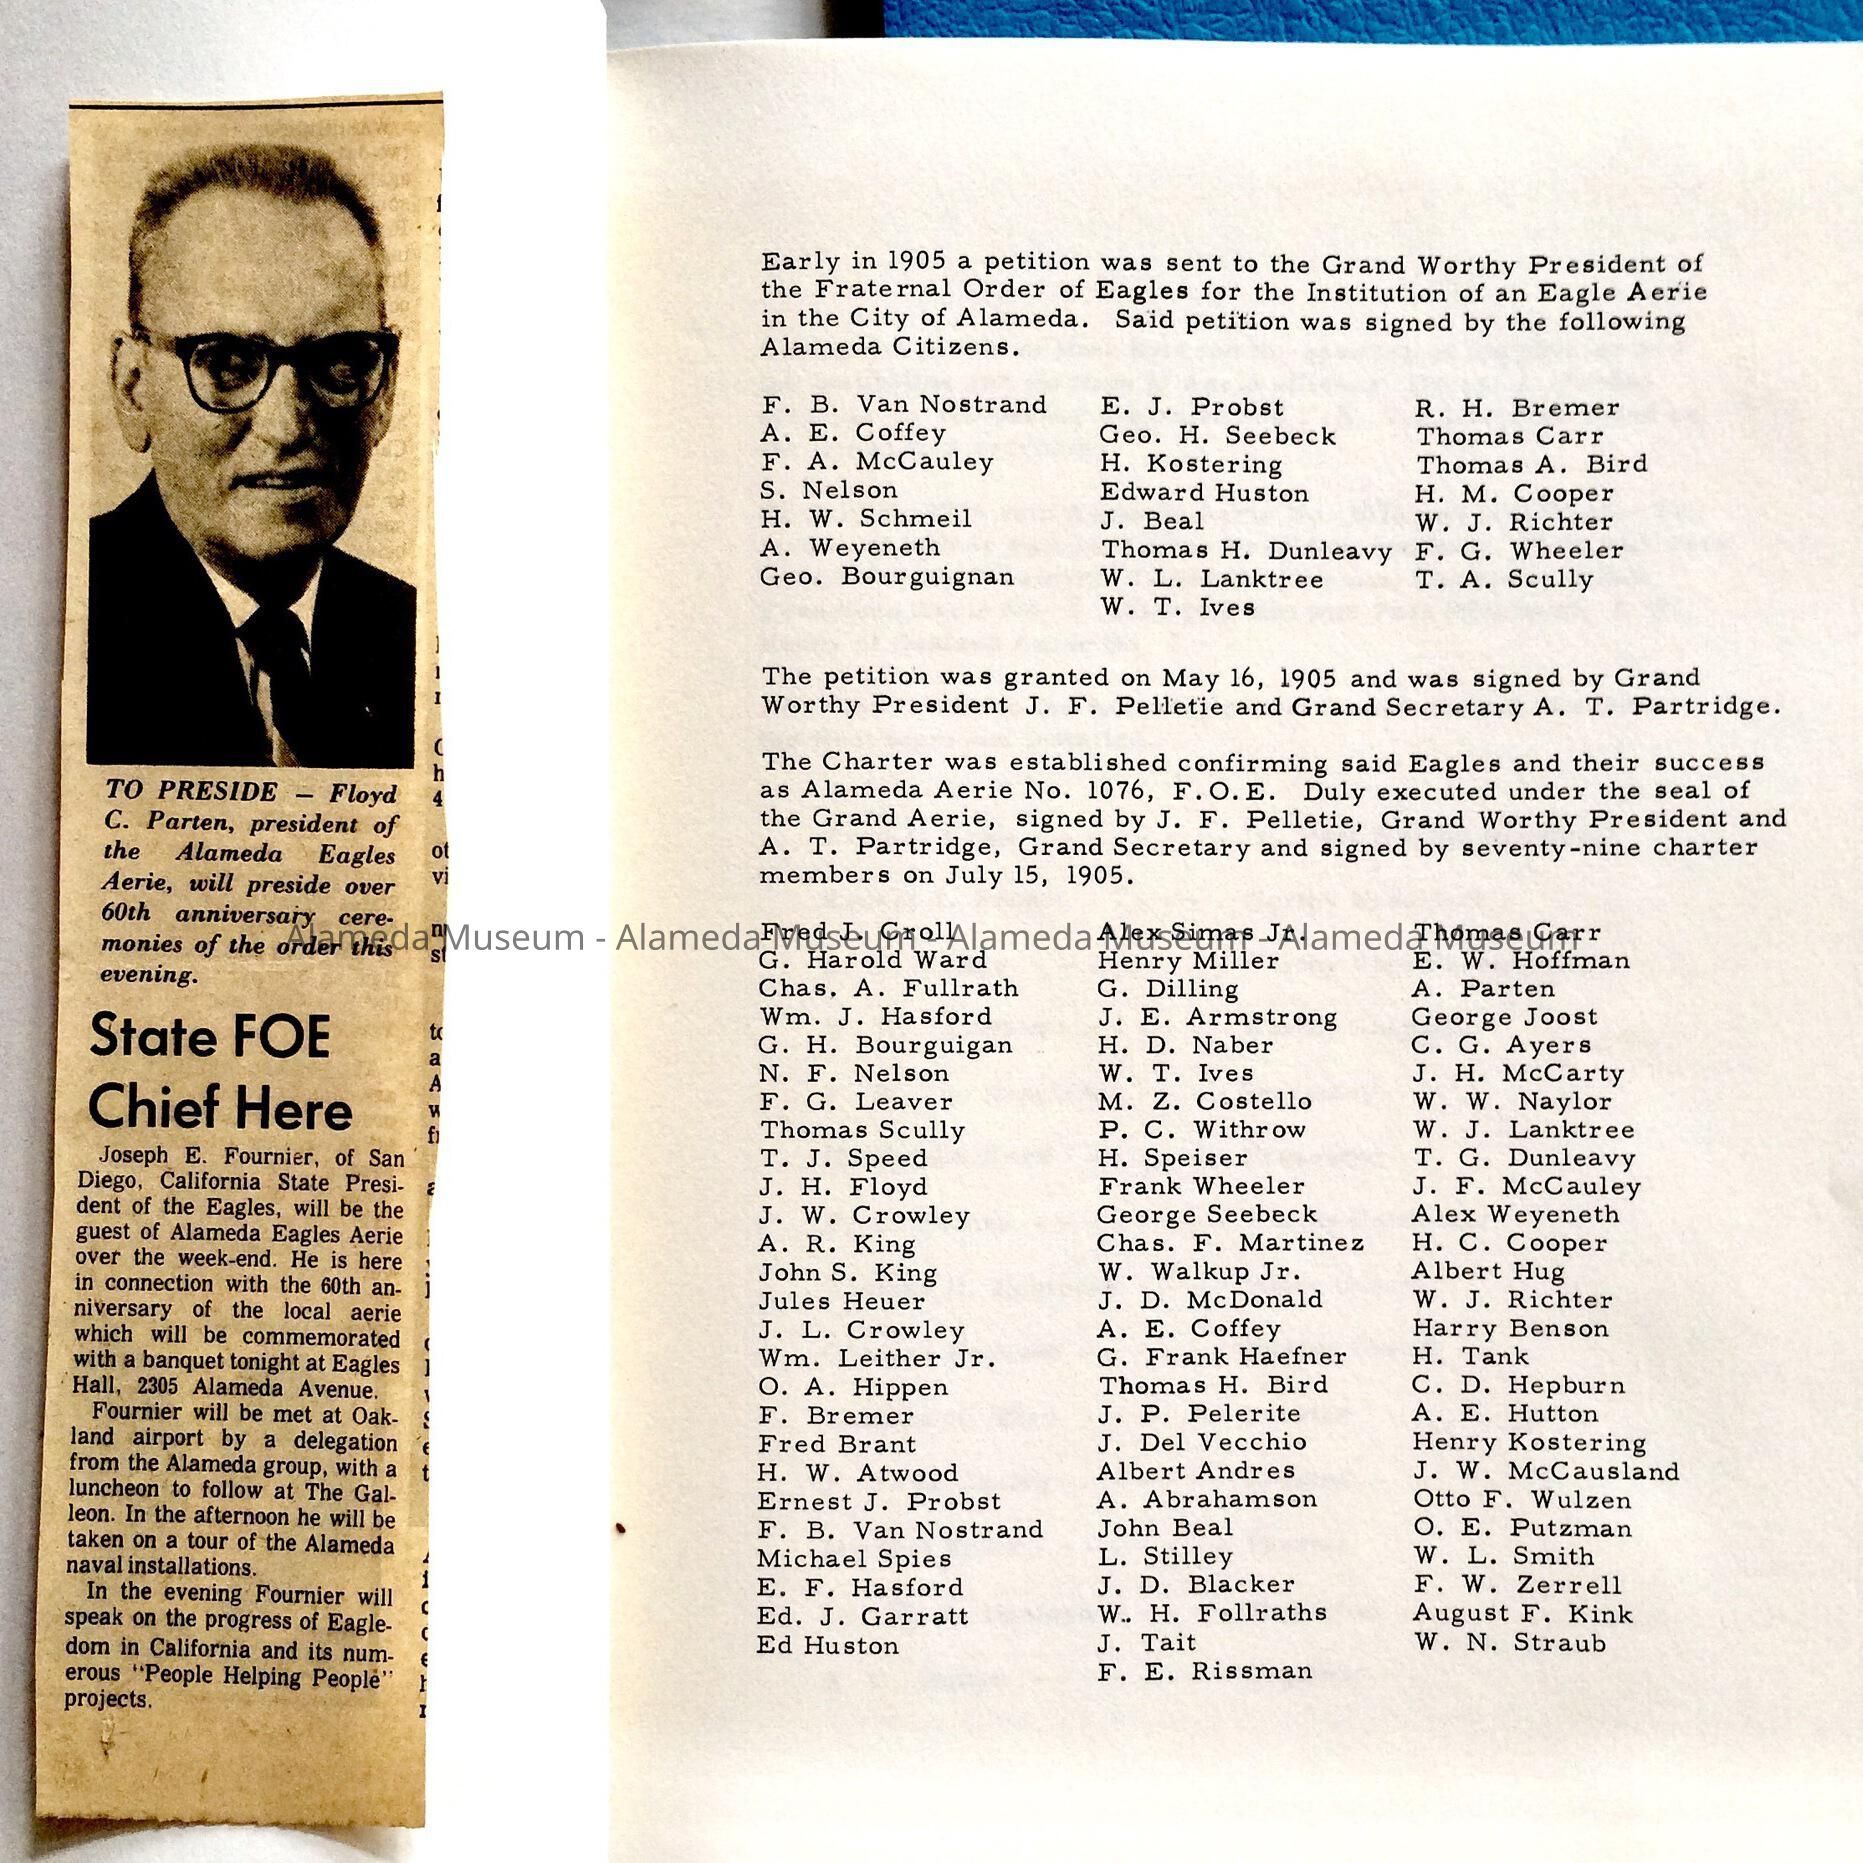 TO PRESIDE — Floyd
C. Parten, president of
the Alameda Eagles
Aerie, will preside over
60th anniversary cere-
monies of the order this
evening.
State FOE
Chief Here
Joseph E. Fournier, of San
Diego, California State Presi-
dent of the Eagles, will be the
guest of Alameda Eagles Aerie
over the week-end. He is here
in connection with the 60th an-
niversary of the local aerie
which will be commemorated
with a banquet tonight at Eagles
Hall, 2305 Alameda Avenue.
Fournier will be met at Oak-
land airport by a delegation
from the Alameda group, with a
luncheon to follow at The Gal-
leon. In the afternoon he will be
taken on a tour of the Alameda
naval installations.
In the evening Fournier will
speak on the progress of Eagle-
dom in California and its num-
erous "People Helping People"
projects.
Early in 1905 a petition was sent to the Grand Worthy President of
the Fraternal Order of Eagles for the Institution of an Eagle Aerie
in the City of Alameda. Said petition was signed by the following
Alameda Citizens.
F. B. Van Nostrand E. J. Probst R. H. Bremer
A. E. Coffey Geo. H. Seebeck Thomas Carr
F. A. McCauley H. Kostering Thomas A. Bird
S. Nelson Edward Huston H. M. Cooper
H. W. Schmeil J. Beal W. J. Richter
A. Weyeneth Thomas H. Dunleavy F. G. Wheeler
Geo. Bourguignan W. L. Lanktree T. A. Scully
W. T. Ives
The petition was granted on May 16, 1905 and was signed by Grand
Worthy President J. F. Pelletie and Grand Secretary A. T. Partridge.
The Charter was established confirming said Eagles and their success
as Alameda Aerie No. 1076, F.O.E. Duly executed under the seal of
the Grand Aerie, signed by J. F. Pelletie, Grand Worthy President and
A. T. Partridge, Grand Secretary and signed by seventy-nine charter
members on July 15, 1905.
Fred J. Croll Alex Simas Jr. Thomas Carr
Alameda Museum - Alameda Museum - Alameda Museum - Alameda Museum
G. Harold Ward Henry Miller E. W. Hoffman
Chas. A. Fullrath G. Dilling A. Parten
Wm. J. Hasford J. E. Armstrong George Joost
G. H. Bourguigan H. D. Naber C. G. Ayers
N. F. Nelson W. T. Ives J. H. McCarty
F. G. Leaver M. Z. Costello W. W. Naylor
Thomas Scully P. C. Withrow W. J. Lanktree
T. J. Speed H. Speiser T. G. Dunleavy
J. H. Floyd Frank Wheeler J. F. McCauley
J. W. Crowley George Seebeck Alex Weyeneth
A. R. King Chas. F. Martinez H. C. Cooper
John S. King W. Walkup Jr. Albert Hug
Jules Heuer J. D. McDonald W. J. Richter
J. L. Crowley A. E. Coffey Harry Benson
Wm. Leither Jr. G. Frank Haefner H. Tank
O. A. Hippen Thomas H. Bird C. D. Hepburn
F. Bremer J. P. Pelerite A. E. Hutton
Fred Brant J. Del Vecchio Henry Kostering
H. W. Atwood Albert Andres J. W. McCausland
Ernest J. Probst A. Abrahamson Otto F. Wulzen
F. B. Van Nostrand John Beal O. E. Putzman
Michael Spies L. Stilley W. L. Smith
E. F. Hasford J. D. Blacker F. W. Zerrell
Ed. J. Garratt W. H. Follraths August F. Kink
Ed Huston J. Tait W. N. Straub
F. E. Rissman